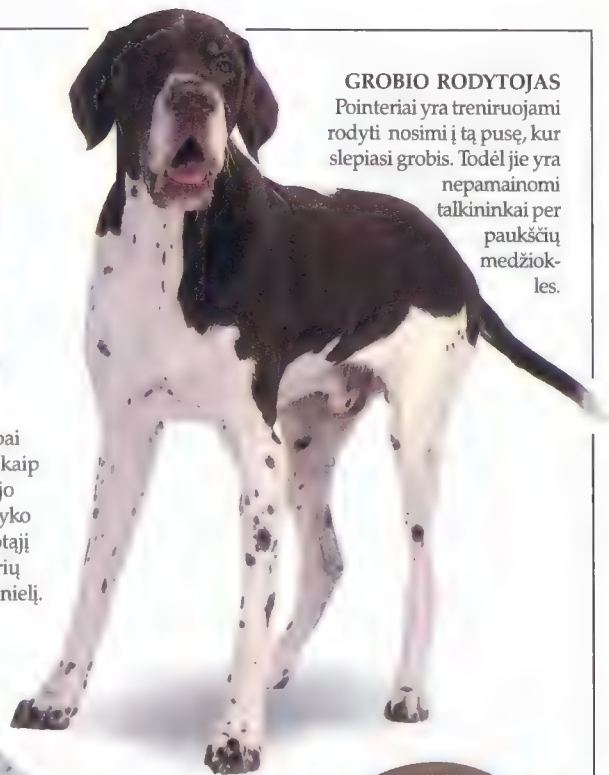 GROBIO RODYTOJAS
Pointeriai yra treniruojami
rodyti nosimi į tą pusę, kur
slepiasi grobis. Todėl jie yra
nepamainomi
talkininkai per
paukščių
medžiok-
les.
kaip